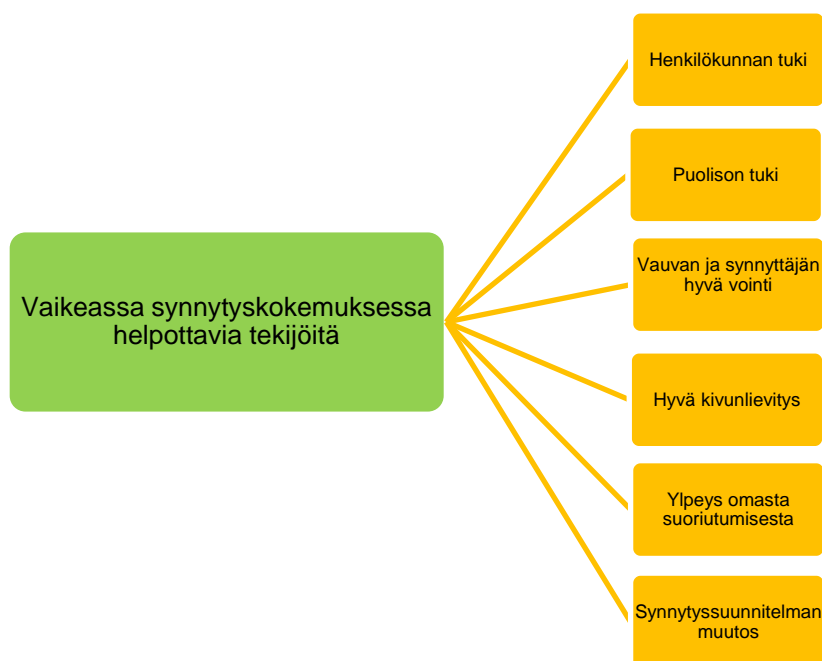 Vaikeassa synnytyskokemuksessa
helpottavia tekijöitä
Henkilökunnan tuki
Puolison tuki
Vauvan ja synnyttäjän
hyvä vointi
Hyvä kivunlievitys
Ylpeys omasta
suoriutumisesta
Synnytyssuunnitelman
muutos